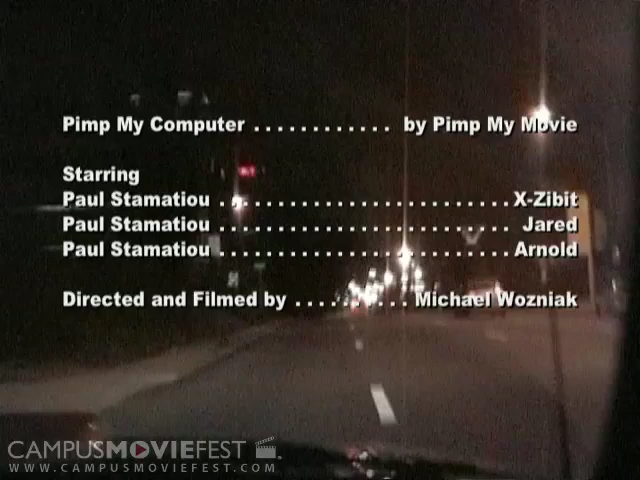 Pimp My Computer . . . . . . . . . . . . by Pimp My Movie
Starring
Paul Stamatiou . . . . . . . . . . . . . . . . . . . . . . . . . X-Zibit
Paul Stamatiou . . . . . . . . . . . . . . . . . . . . . . . . . Jared
Paul Stamatiou . . . . . . . . . . . . . . . . . . . . . . . . . Arnold
Directed and Filmed by . . . . . . . . Michael Wozniak
CAMPUSMOVIEFEST
WWW.CAMPUSMOVIEFEST.COM